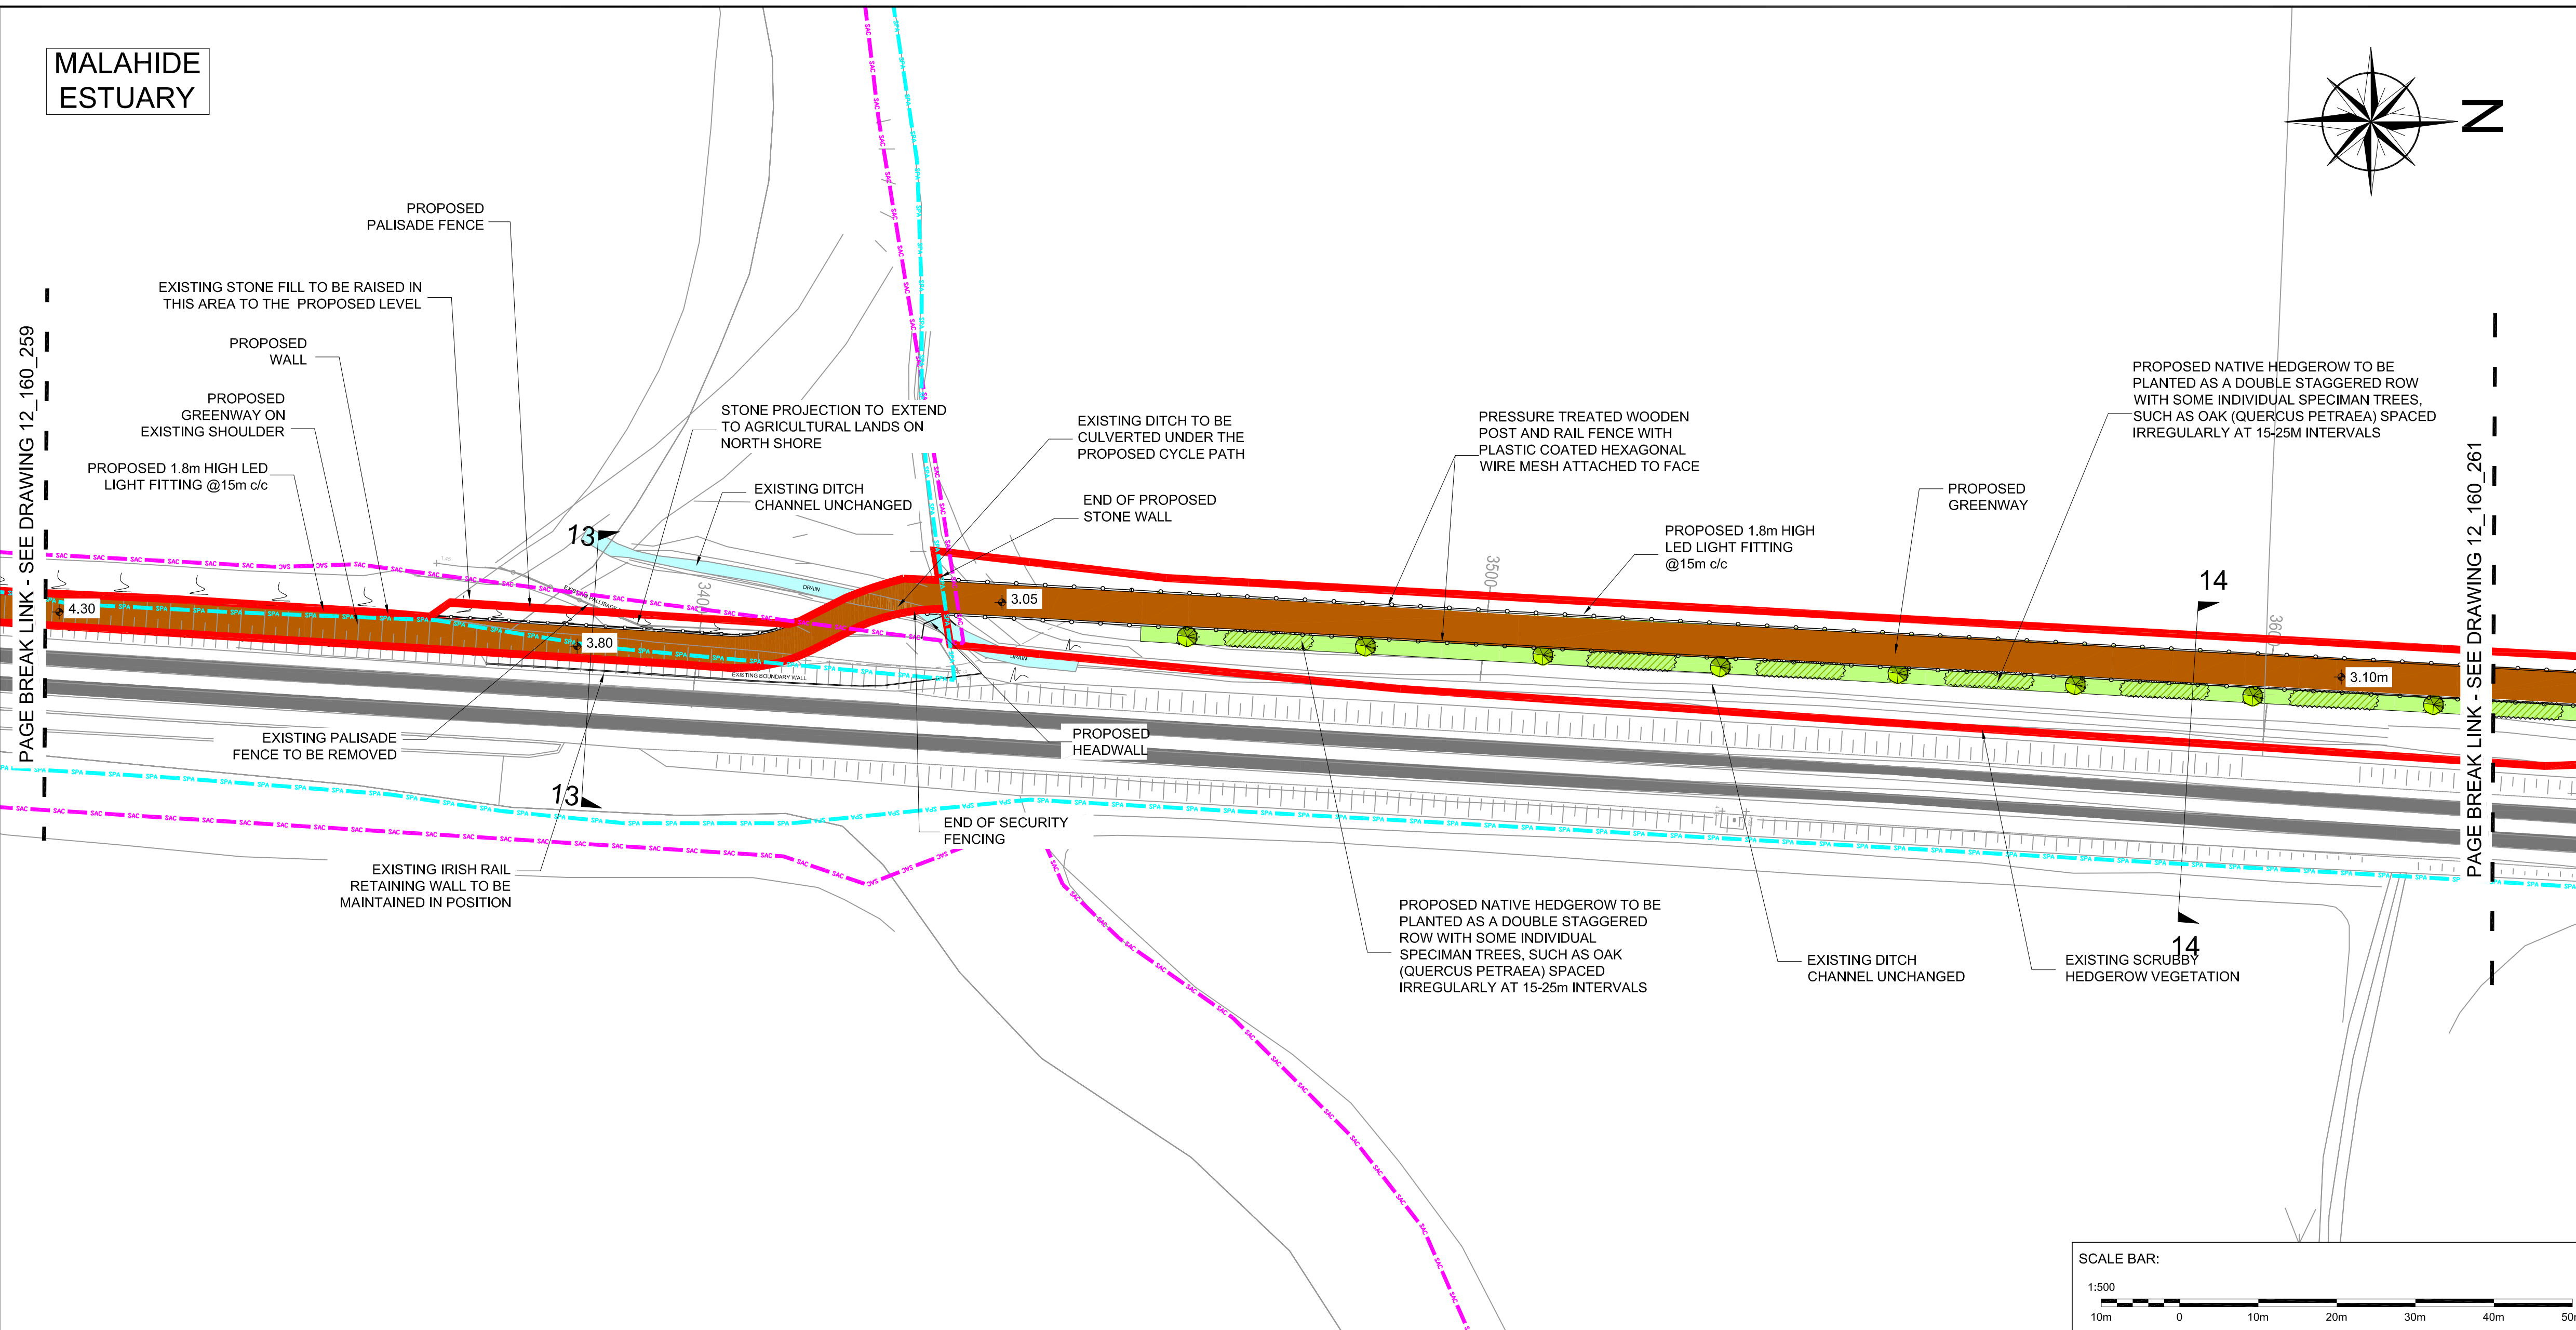 MALAHIDE
ESTUARY
N
PROPOSED
PALISADE FENCE
EXISTING STONE FILL TO BE RAISED IN
THIS AREA TO THE PROPOSED LEVEL
PROPOSED
WALL
PROPOSED
GREENWAY ON
EXISTING SHOULDER
PROPOSED 1.8m HIGH LED
LIGHT FITTING @15m c/c
PAGE BREAK LINK - SEE DRAWING 12_160_259
STONE PROJECTION TO EXTEND
TO AGRICULTURAL LANDS ON
NORTH SHORE
EXISTING DITCH
CHANNEL UNCHANGED
EXISTING DITCH TO BE
CULVERTED UNDER THE
PROPOSED CYCLE PATH
END OF PROPOSED
STONE WALL
PRESSURE TREATED WOODEN
POST AND RAIL FENCE WITH
PLASTIC COATED HEXAGONAL
WIRE MESH ATTACHED TO FACE
PROPOSED 1.8m HIGH
LED LIGHT FITTING
@15m c/c
PROPOSED
GREENWAY
PROPOSED NATIVE HEDGEROW TO BE
PLANTED AS A DOUBLE STAGGERED ROW
WITH SOME INDIVIDUAL SPECIMAN TREES,
SUCH AS OAK (QUERCUS PETRAEA) SPACED
IRREGULARLY AT 15-25M INTERVALS
PAGE BREAK LINK - SEE DRAWING 12_160_261
13
14
3500
4.30
3.80
3.05
3.10m
DRAIN
DRAIN
EXISTING BOUNDARY WALL
SAC
SPA
EXISTING PALISADE
FENCE TO BE REMOVED
13
PROPOSED
HEADWALL
END OF SECURITY
FENCING
EXISTING IRISH RAIL
RETAINING WALL TO BE
MAINTAINED IN POSITION
PROPOSED NATIVE HEDGEROW TO BE
PLANTED AS A DOUBLE STAGGERED
ROW WITH SOME INDIVIDUAL
SPECIMAN TREES, SUCH AS OAK
(QUERCUS PETRAEA) SPACED
IRREGULARLY AT 15-25m INTERVALS
EXISTING DITCH
CHANNEL UNCHANGED
14
EXISTING SCRUBBY
HEDGEROW VEGETATION
SCALE BAR:
1:500
10m 0 10m 20m 30m 40m